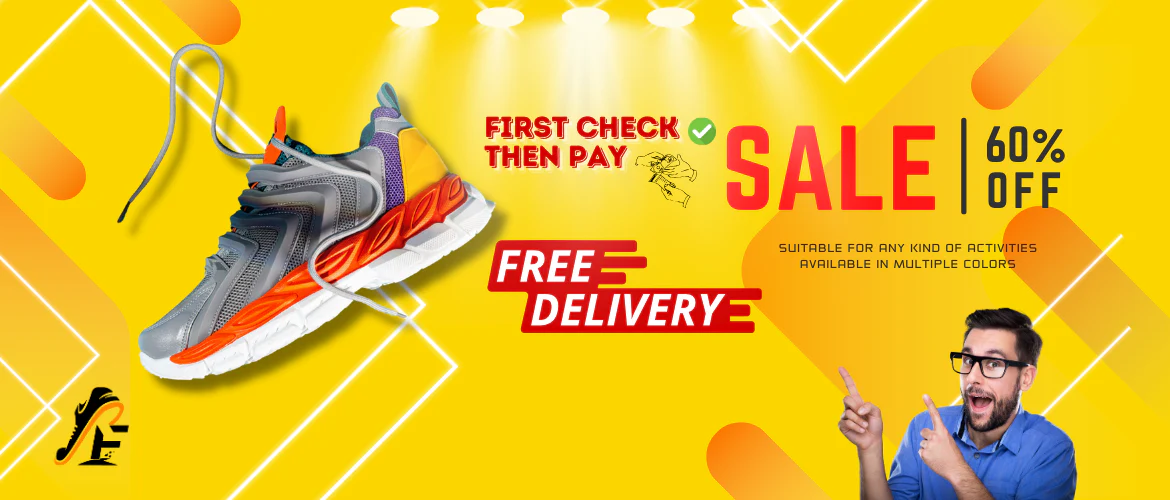 FIRST CHECK
THEN PAY
SALE
60%
OFF
SUITABLE FOR ANY KIND OF ACTIVITIES
AVAILABLE IN MULTIPLE COLORS
FREE
DELIVERY
F